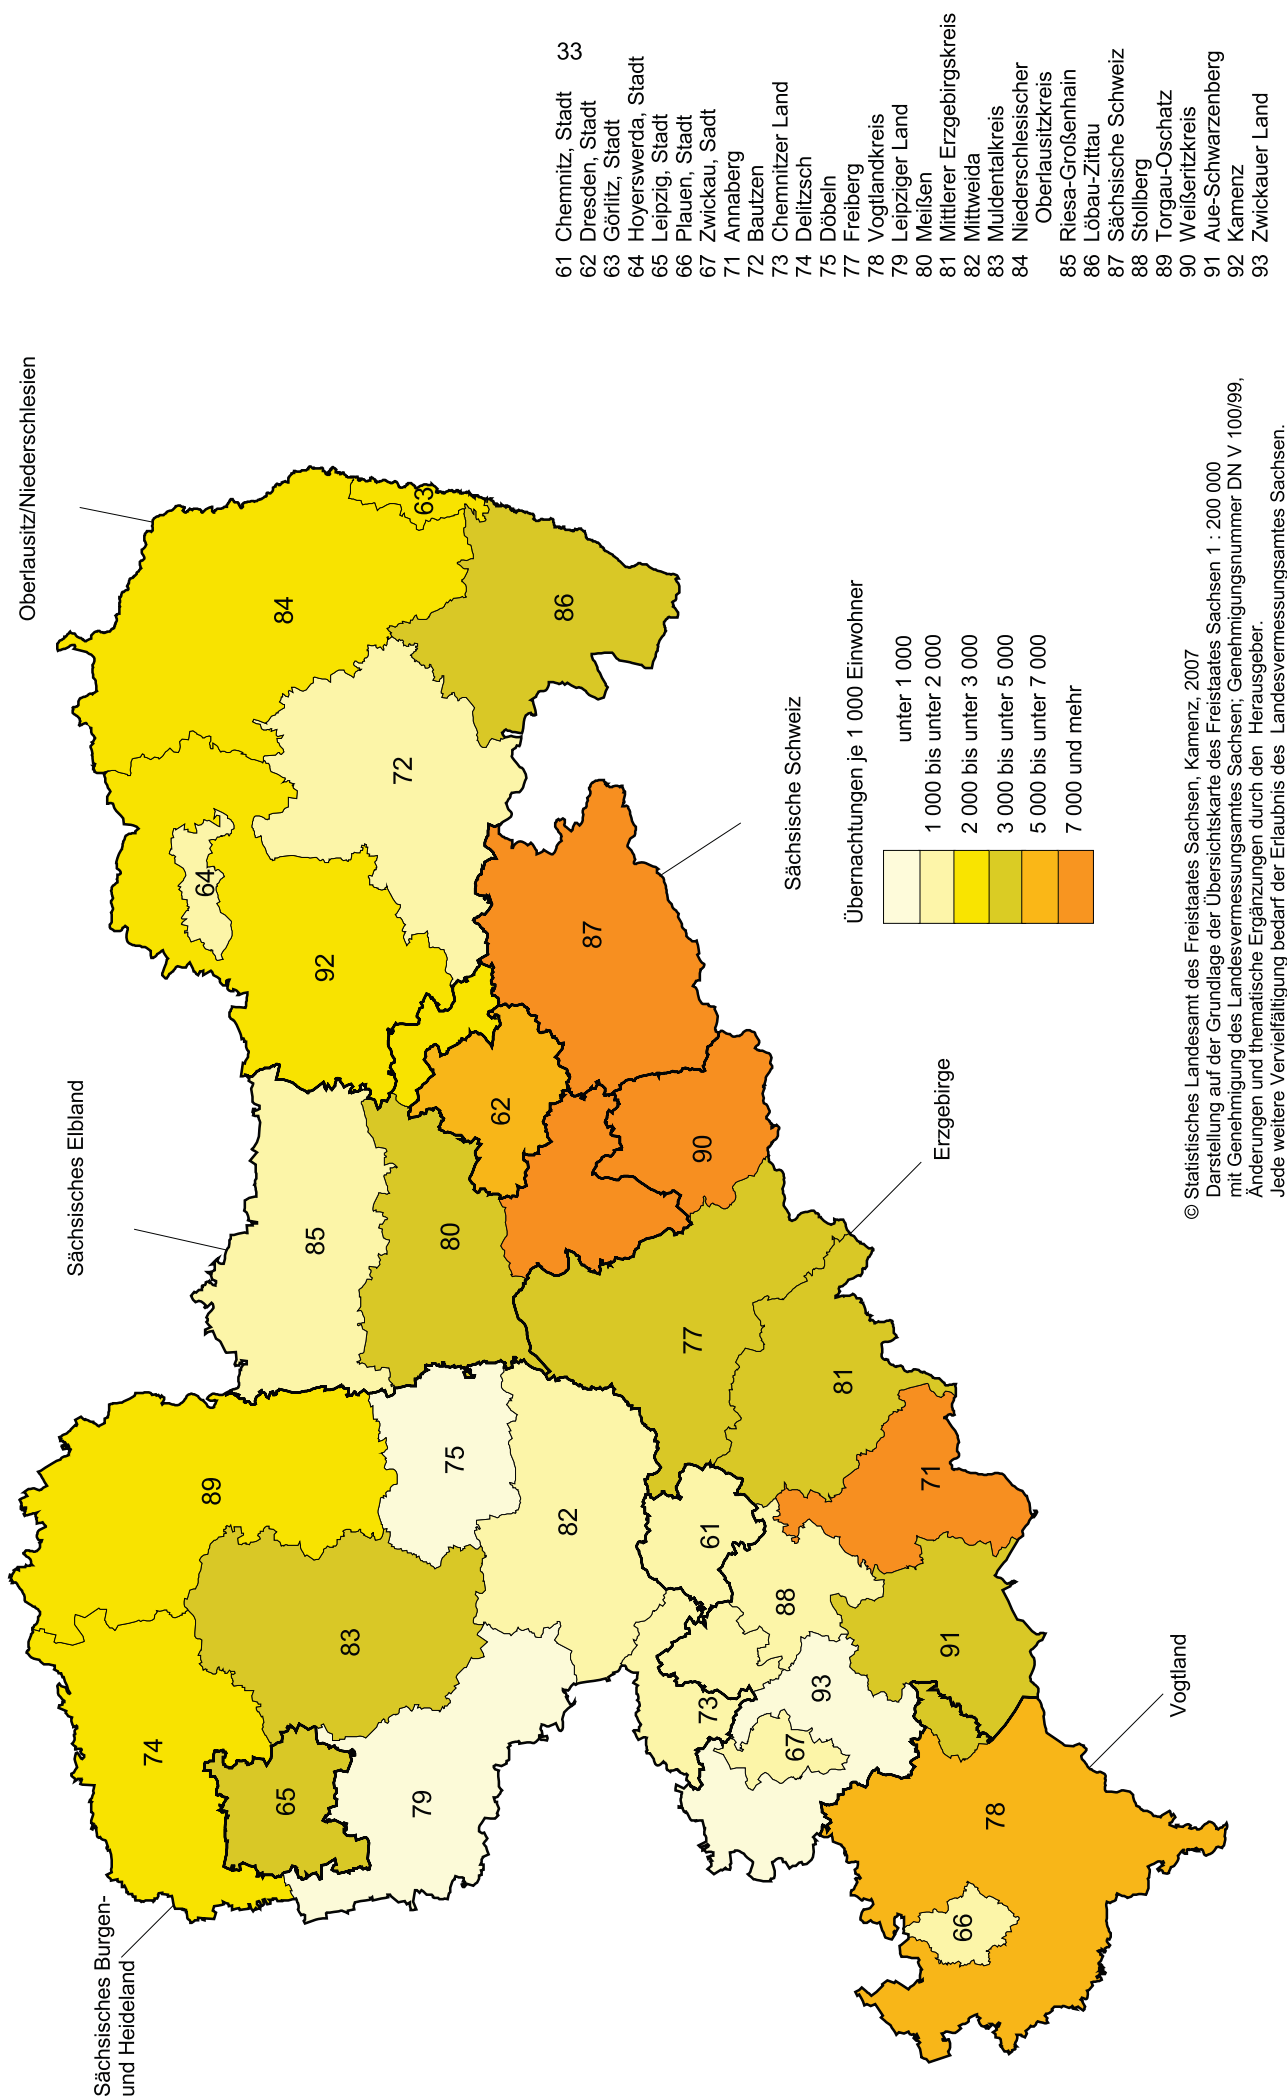 Sächsisches Burgen-
und Heideland
Sächsisches Elbland
Oberlausitz/Niederschlesien
Sächsische Schweiz
Erzgebirge
Vogtland
74
89
83
65
79
75
82
85
80
92
64
84
63
72
86
62
87
90
77
81
71
61
88
73
93
67
91
78
66
Übernachtungen je 1 000 Einwohner
unter 1 000
1 000 bis unter 2 000
2 000 bis unter 3 000
3 000 bis unter 5 000
5 000 bis unter 7 000
7 000 und mehr
33
61 Chemnitz, Stadt
62 Dresden, Stadt
63 Görlitz, Stadt
64 Hoyerswerda, Stadt
65 Leipzig, Stadt
66 Plauen, Stadt
67 Zwickau, Sadt
71 Annaberg
72 Bautzen
73 Chemnitzer Land
74 Delitzsch
75 Döbeln
77 Freiberg
78 Vogtlandkreis
79 Leipziger Land
80 Meißen
81 Mittlerer Erzgebirgskreis
82 Mittweida
83 Muldentalkreis
84 Niederschlesischer
Oberlausitzkreis
85 Riesa-Großenhain
86 Löbau-Zittau
87 Sächsische Schweiz
88 Stollberg
89 Torgau-Oschatz
90 Weißeritzkreis
91 Aue-Schwarzenberg
92 Kamenz
93 Zwickauer Land
© Statistisches Landesamt des Freistaates Sachsen, Kamenz, 2007
Darstellung auf der Grundlage der Übersichtskarte des Freistaates Sachsen 1 : 200 000
mit Genehmigung des Landesvermessungsamtes Sachsen; Genehmigungsnummer DN V 100/99,
Änderungen und thematische Ergänzungen durch den Herausgeber.
Jede weitere Vervielfältigung bedarf der Erlaubnis des Landesvermessungsamtes Sachsen.